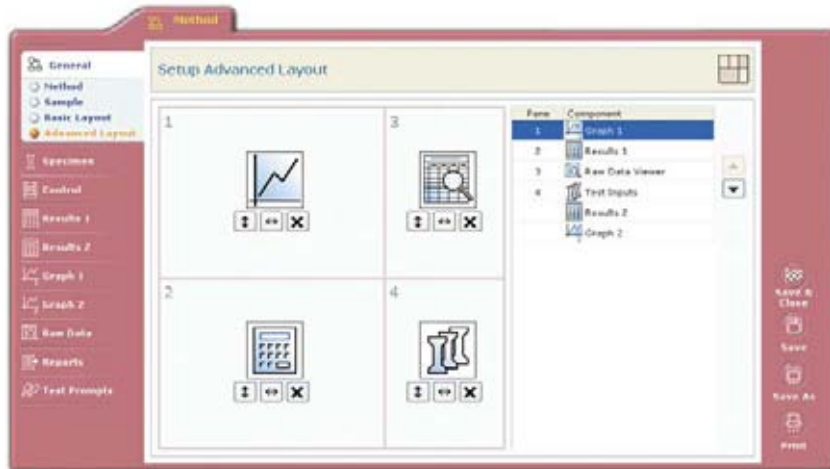 Method
General
Method
Sample
Basic Layout
Advanced Layout
Specimen
Control
Results 1
Results 2
Graph 1
Graph 2
Raw Data
Reports
Test Prompts
Setup Advanced Layout
1
3
2
4
Pane Component
1 Graph 1
2 Results 1
3 Raw Data Viewer
4 Test Inputs
Results 2
Graph 2
Save & Close
Save
Save As
Print